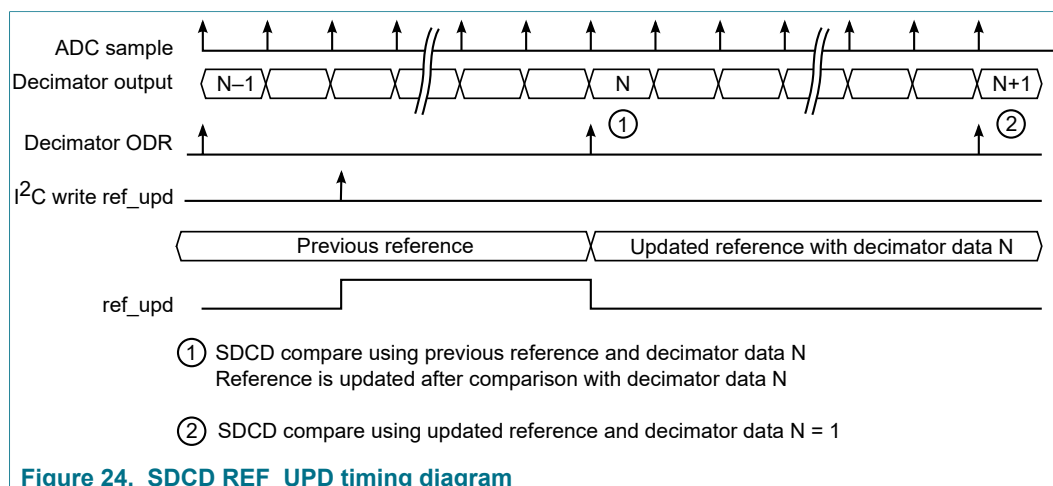 ADC sample
Decimator output
N–1
N
N+1
1
2
Decimator ODR
I2C write ref_upd
Previous reference
Updated reference with decimator data N
ref_upd
1 SDCD compare using previous reference and decimator data N
Reference is updated after comparison with decimator data N
2 SDCD compare using updated reference and decimator data N = 1
Figure 24. SDCD REF_UPD timing diagram